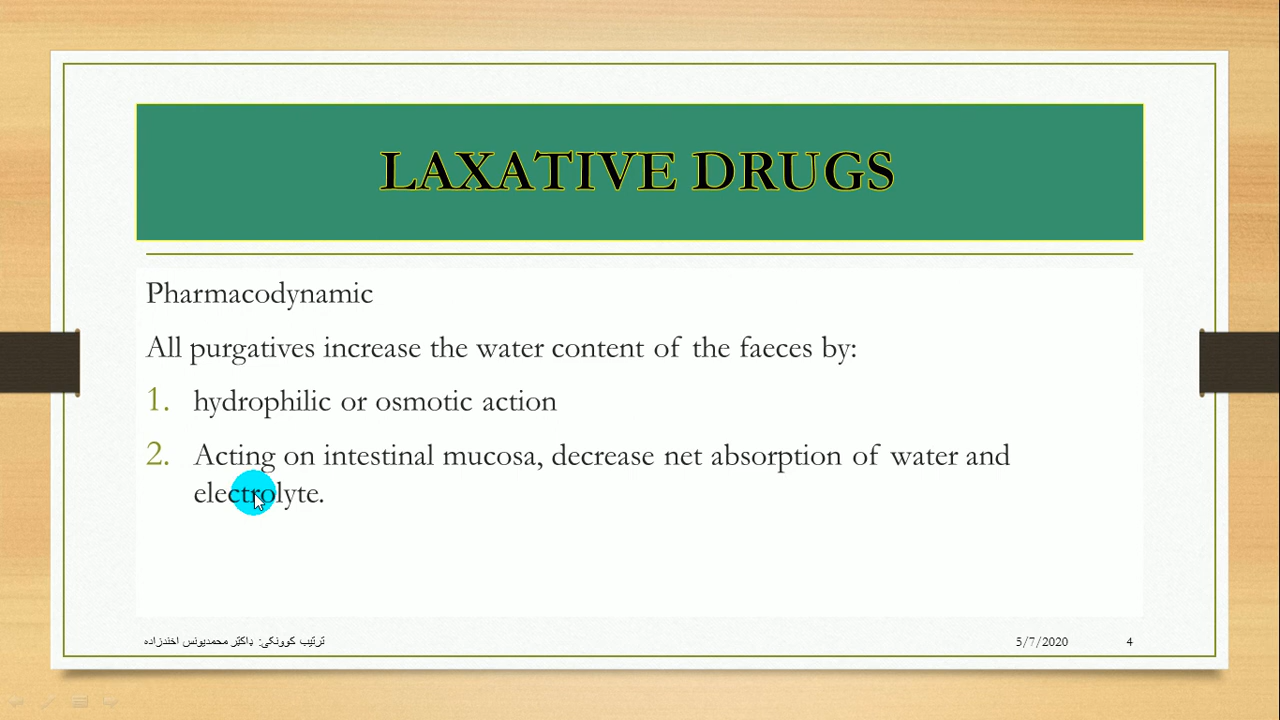 LAXATIVE DRUGS
Pharmacodynamic
All purgatives increase the water content of the faeces by:
1. hydrophilic or osmotic action
2. Acting on intestinal mucosa, decrease net absorption of water and
electrolyte.
ترتیب کوونکی: ډاکټر محمدیونس اخندزاده
5/7/2020
4